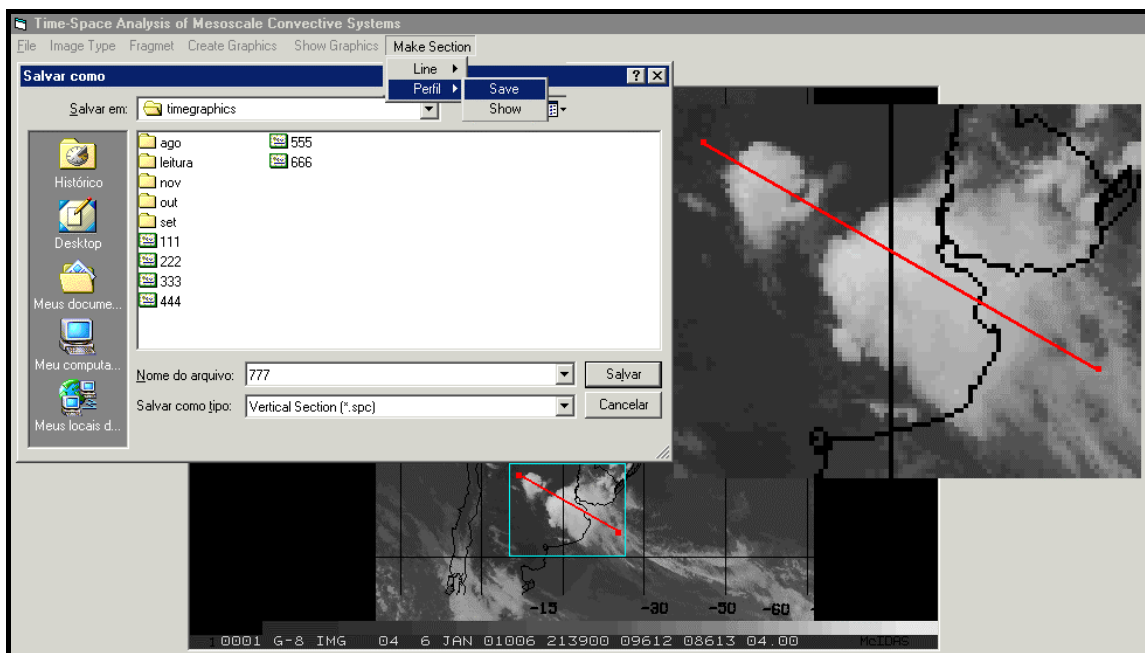 Time-Space Analysis of Mesoscale Convective Systems
File Image Type Fragmet Create Graphics Show Graphics Make Section
Line
Perfil
Save
Show
Salvar como
Salvar em: timegraphics
ago 555
leitura 666
nov
out
set
111
222
333
444
Histórico
Desktop
Meus docume...
Meu computa...
Meus locais d...
Nome do arquivo: 777 Salvar
Salvar como tipo: Vertical Section (*.spc) Cancelar
-15 -30 -50 -60
0001 G-8 IMG 04 6 JAN 01006 213900 09612 08613 04.00 McIDAS